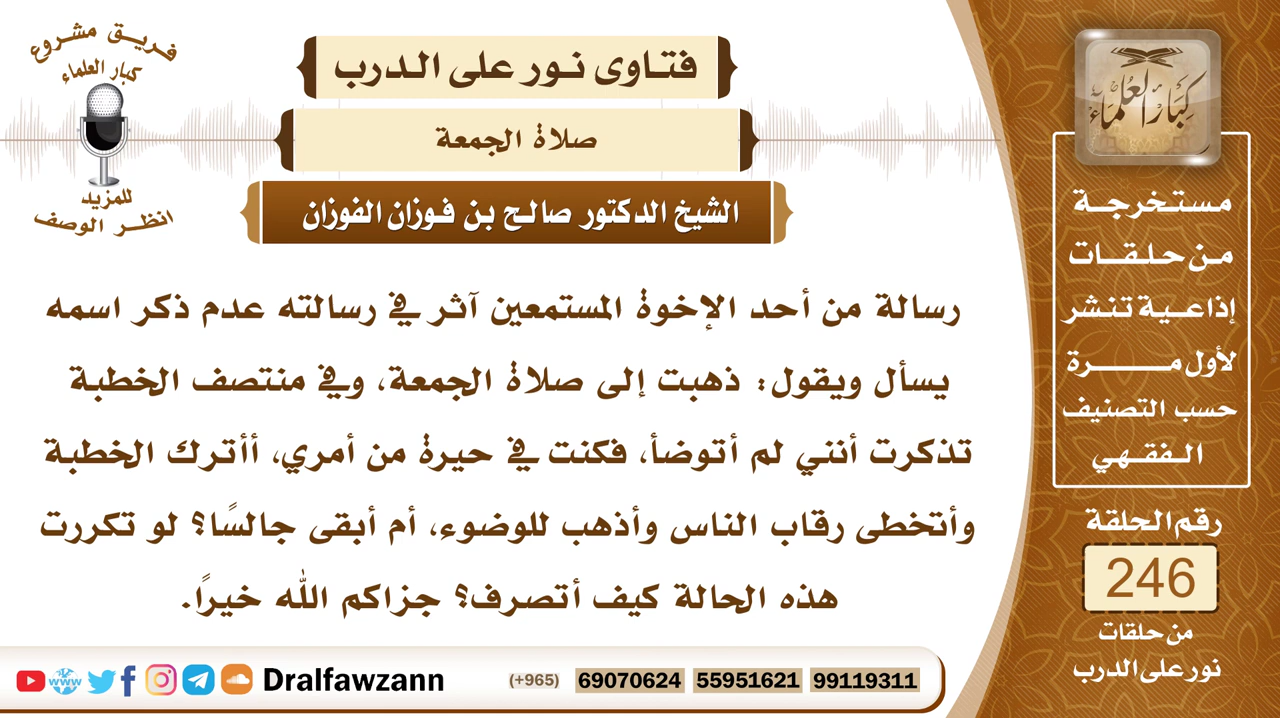 فريق مشروع
كبار العلماء
للمزيد
انظر الوصف
فتاوى نور على الدرب
صلاة الجمعة
الشيخ الدكتور صالح بن فوزان الفوزان
رسالة من أحد الإخوة المستمعين آثر في رسالته عدم ذكر اسمه
يسأل ويقول: ذهبت إلى صلاة الجمعة، وفي منتصف الخطبة
تذكرت أنني لم أتوضأ، فكنت في حيرة من أمري، أأترك الخطبة
وأتخطى رقاب الناس وأذهب للوضوء، أم أبقى جالسًا؟ لو تكررت
هذه الحالة كيف أتصرف؟ جزاكم الله خيرًا.
كبار العلماء
مستخرجة
من حلقات
إذاعية تنشر
لأول مرة
حسب التصنيف
الفقهي
رقم الحلقة
246
من حلقات
نور على الدرب
www Dralfawzann (+965) 69070624 55951621 99119311